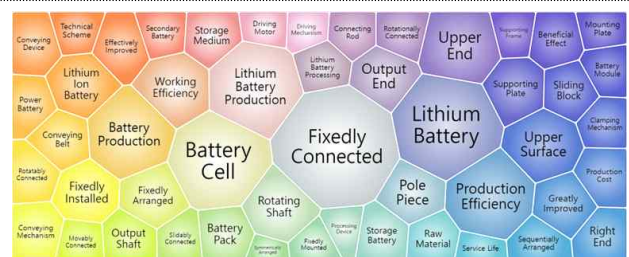 Conveying
Device
Technical
Scheme
Effectively
Improved
Secondary
Battery
Storage
Medium
Driving
Motor
Driving
Mechanism
Connecting
Rod
Rotationally
Connected
Upper
End
Supporting
Frame
Beneficial
Effect
Mounting
Plate
Lithium
Ion
Battery
Working
Efficiency
Lithium
Battery
Production
Lithium
Battery
Processing
Output
End
Supporting
Plate
Sliding
Block
Battery
Module
Power
Battery
Conveying
Belt
Battery
Production
Battery
Cell
Fixedly
Connected
Lithium
Battery
Upper
Surface
Clamping
Mechanism
Rotatably
Connected
Fixedly
Installed
Fixedly
Arranged
Rotating
Shaft
Pole
Piece
Production
Efficiency
Greatly
Improved
Production
Cost
Conveying
Mechanism
Movably
Connected
Output
Shaft
Slidably
Connected
Battery
Pack
Symmetrically
Arranged
Fixedly
Mounted
Processing
Device
Storage
Battery
Raw
Material
Service Life
Sequentially
Arranged
Right
End